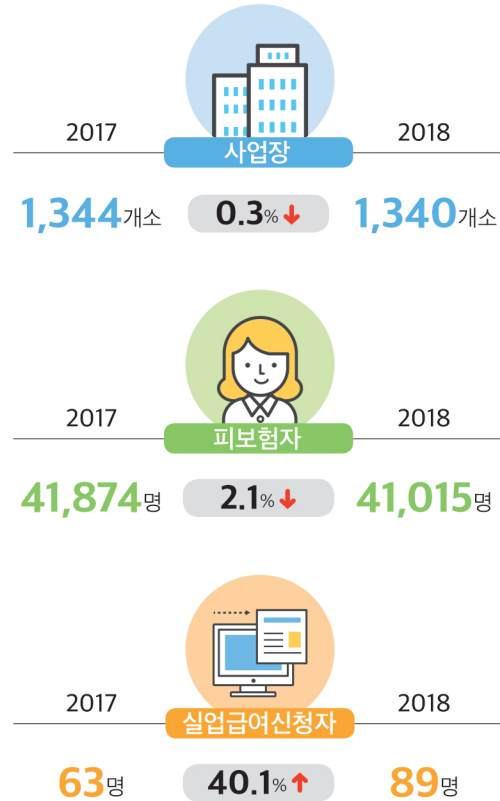 2017 사업장 2018
1,344개소 0.3%↓ 1,340개소
2017 피보험자 2018
41,874명 2.1%↓ 41,015명
2017 실업급여신청자 2018
63명 40.1%↑ 89명